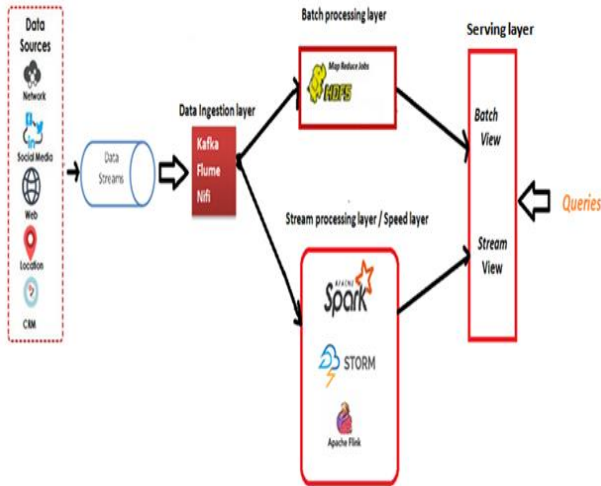 Data
Sources
Network
Social Media
Web
Location
CRM
Data
Streams
Data Ingestion layer
Kafka
Flume
Nifi
Batch processing layer
Map Reduce Jobs
HDFS
Stream processing layer / Speed layer
APACHE
Spark
STORM
Apache Flink
Serving layer
Batch
View
Stream
View
Queries